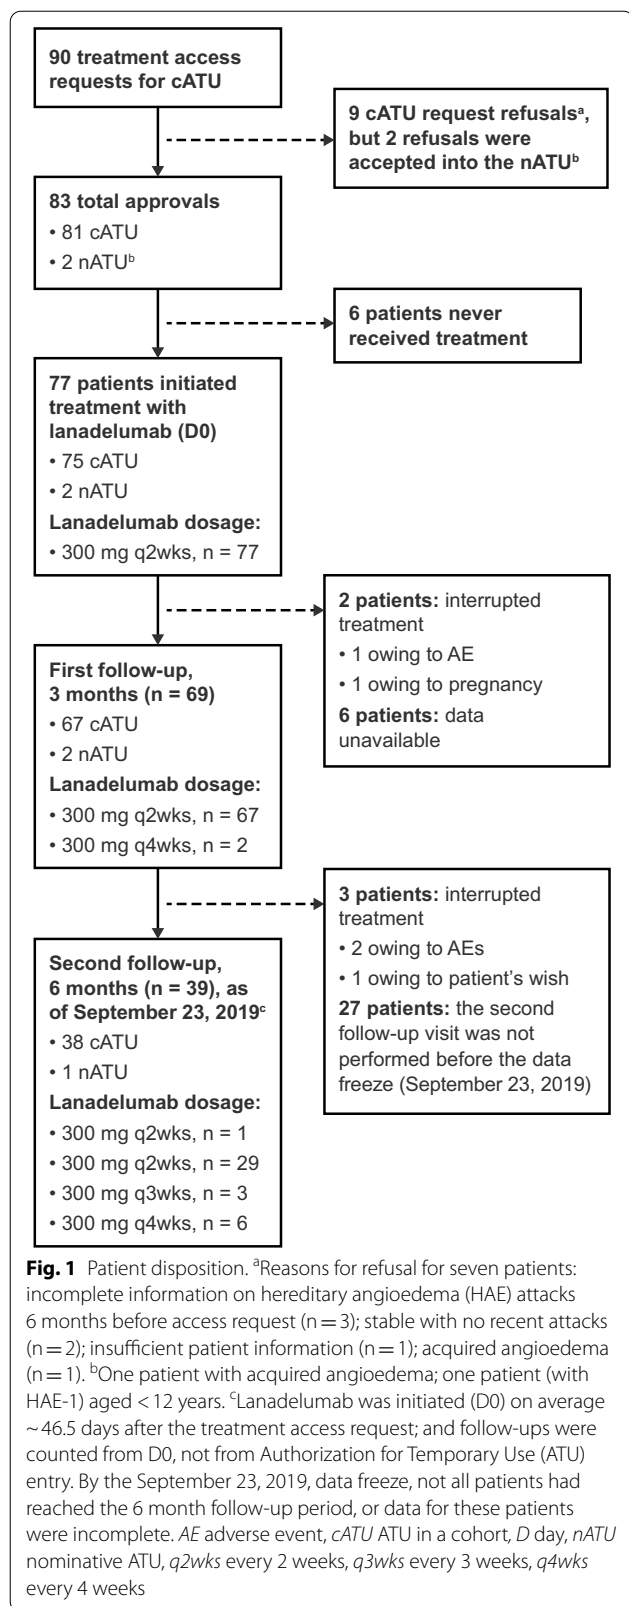 90 treatment access
requests for cATU
9 cATU request refusalsᵃ,
but 2 refusals were
accepted into the nATUᵇ
83 total approvals
• 81 cATU
• 2 nATUᵇ
6 patients never
received treatment
77 patients initiated
treatment with
lanadelumab (D0)
• 75 cATU
• 2 nATU
Lanadelumab dosage:
• 300 mg q2wks, n = 77
2 patients: interrupted
treatment
• 1 owing to AE
• 1 owing to pregnancy
6 patients: data
unavailable
First follow-up,
3 months (n = 69)
• 67 cATU
• 2 nATU
Lanadelumab dosage:
• 300 mg q2wks, n = 67
• 300 mg q4wks, n = 2
3 patients: interrupted
treatment
• 2 owing to AEs
• 1 owing to patient's wish
27 patients: the second
follow-up visit was not
performed before the data
freeze (September 23, 2019)
Second follow-up,
6 months (n = 39), as
of September 23, 2019ᶜ
• 38 cATU
• 1 nATU
Lanadelumab dosage:
• 300 mg q2wks, n = 1
• 300 mg q2wks, n = 29
• 300 mg q3wks, n = 3
• 300 mg q4wks, n = 6
Fig. 1 Patient disposition. ᵃReasons for refusal for seven patients:
incomplete information on hereditary angioedema (HAE) attacks
6 months before access request (n = 3); stable with no recent attacks
(n = 2); insufficient patient information (n = 1); acquired angioedema
(n = 1). ᵇOne patient with acquired angioedema; one patient (with
HAE-1) aged < 12 years. ᶜLanadelumab was initiated (D0) on average
~ 46.5 days after the treatment access request; and follow-ups were
counted from D0, not from Authorization for Temporary Use (ATU)
entry. By the September 23, 2019, data freeze, not all patients had
reached the 6 month follow-up period, or data for these patients
were incomplete. AE adverse event, cATU ATU in a cohort, D day, nATU
nominative ATU, q2wks every 2 weeks, q3wks every 3 weeks, q4wks
every 4 weeks